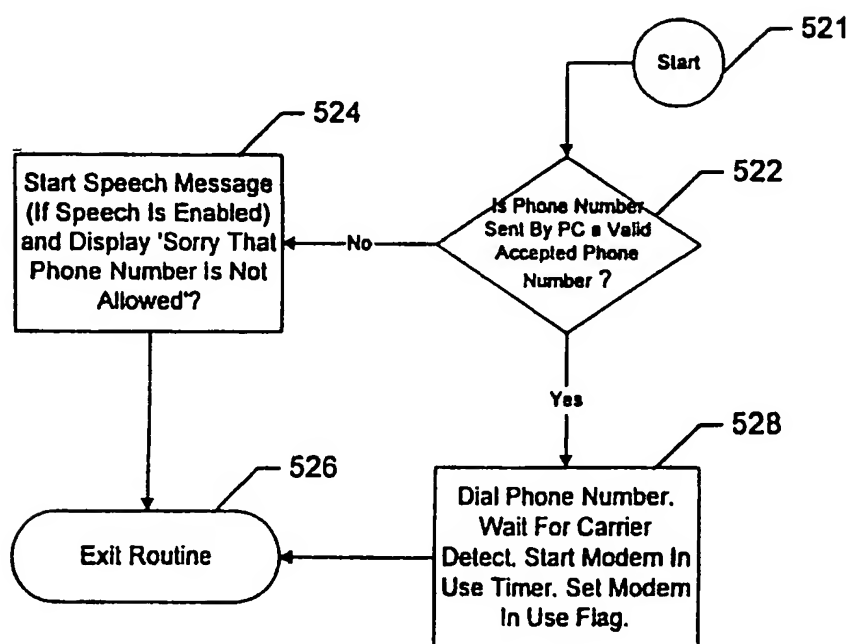 521
Start
524
Start Speech Message
(If Speech Is Enabled)
and Display 'Sorry That
Phone Number Is Not
Allowed'?
522
Is Phone Number
Sent By PC a Valid
Accepted Phone
Number ?
No
Yes
528
526
Dial Phone Number.
Wait For Carrier
Detect. Start Modem In
Use Timer. Set Modem
In Use Flag.
Exit Routine